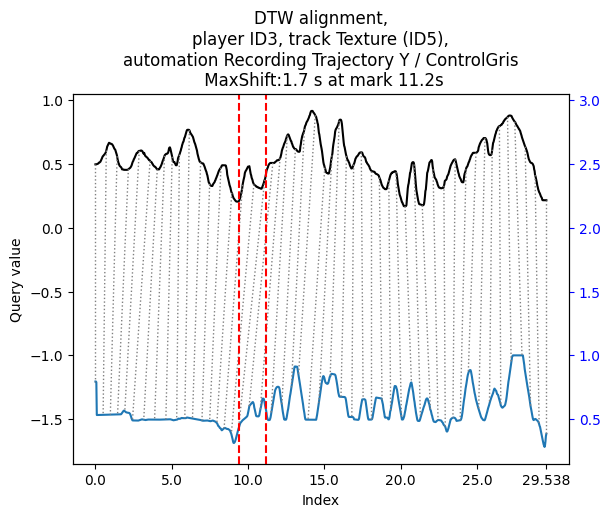 DTW alignment,
player ID3, track Texture (ID5),
automation Recording Trajectory Y / ControlGris
MaxShift:1.7 s at mark 11.2s
1.0
0.5
0.0
−0.5
−1.0
−1.5
Query value
3.0
2.5
2.0
1.5
1.0
0.5
0.0 5.0 10.0 15.0 20.0 25.0 29.538
Index